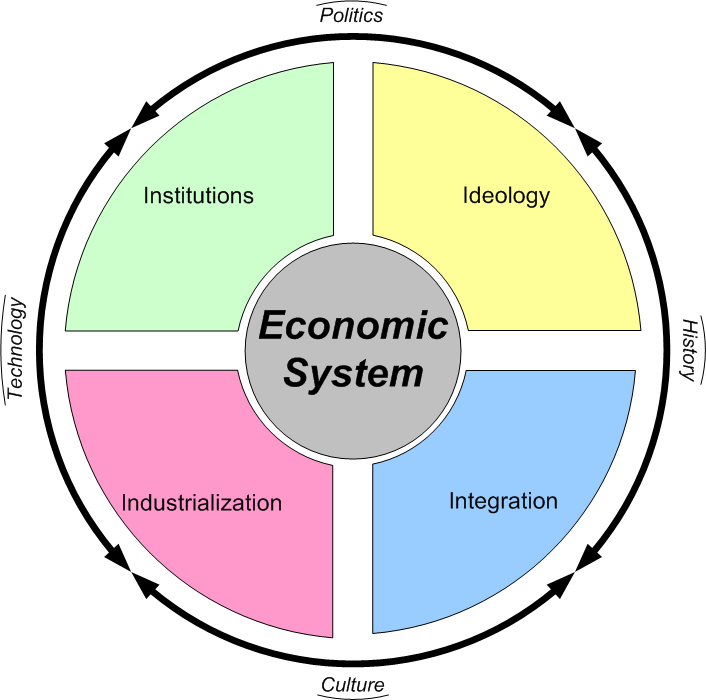 Politics
Institutions
Ideology
Technology
Economic
System
History
Industrialization
Integration
Culture